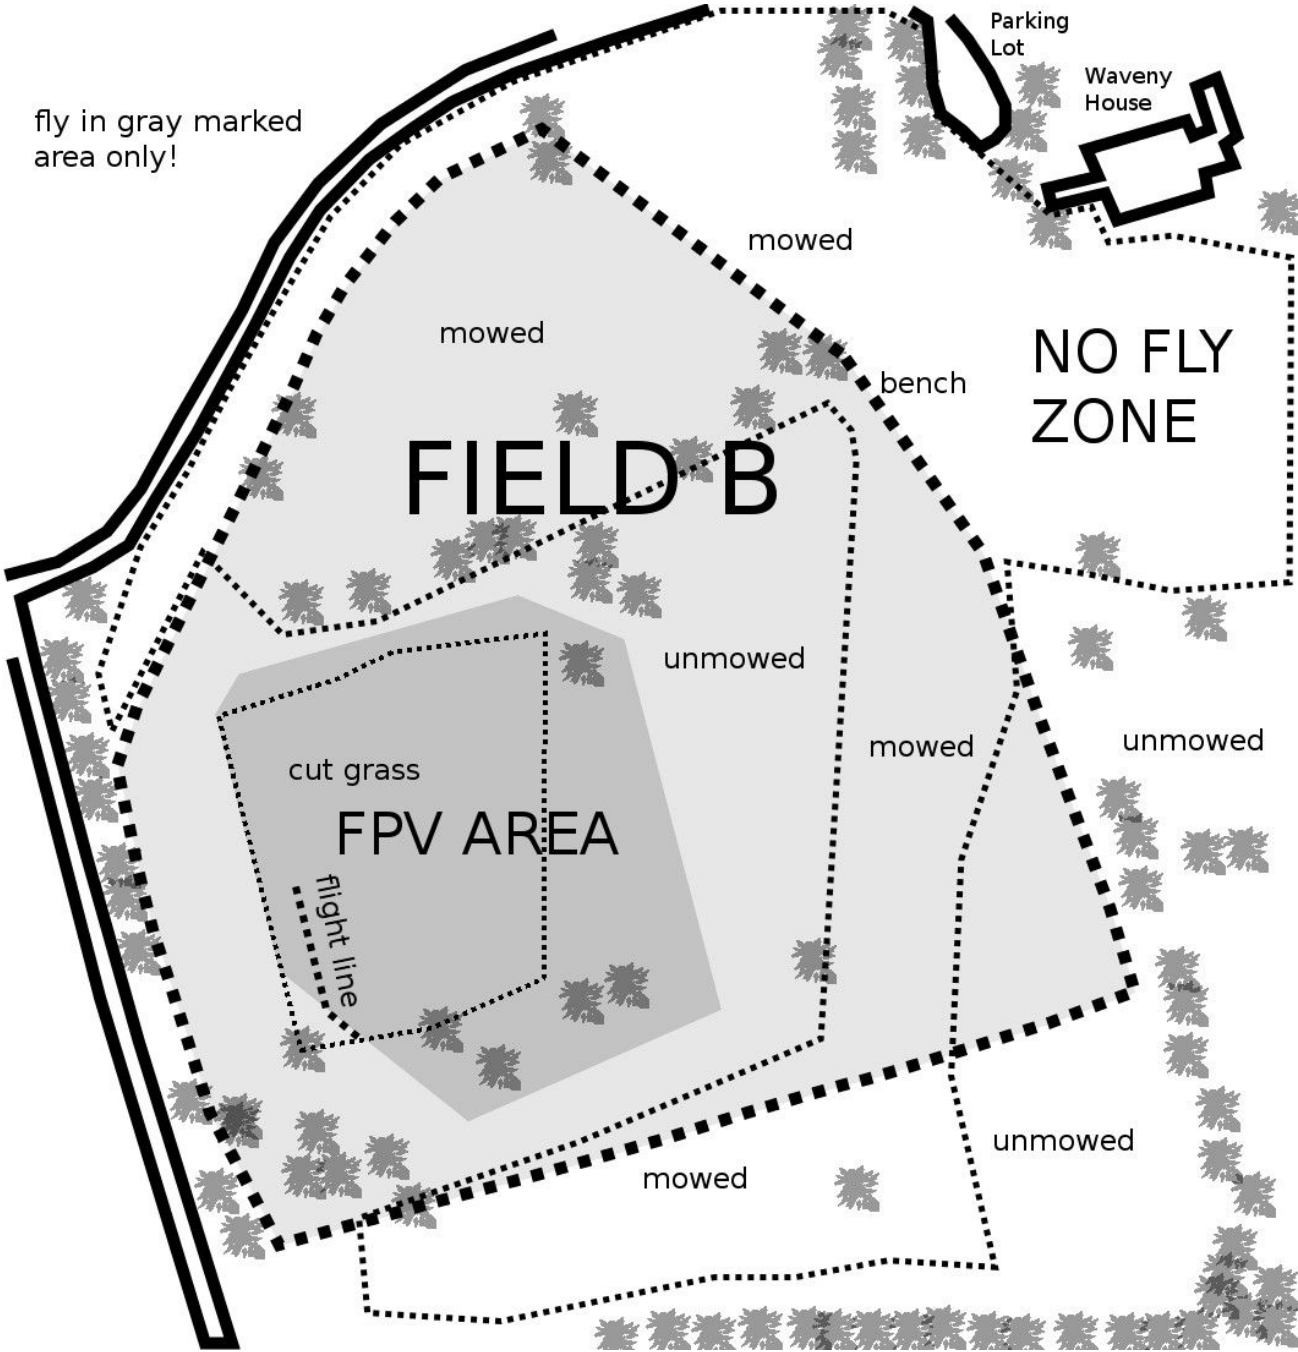 Parking
Lot
Waveny
House
fly in gray marked
area only!
mowed
mowed
NO FLY
ZONE
bench
FIELD B
unmowed
mowed
unmowed
cut grass
FPV AREA
flight line
unmowed
mowed